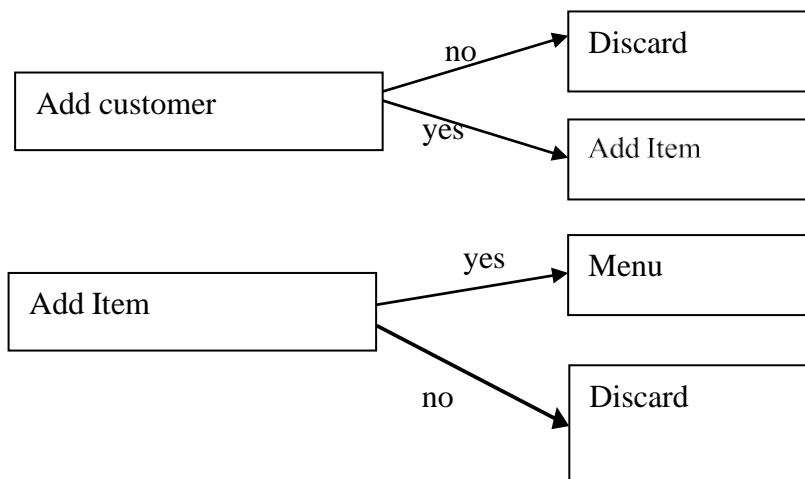 no
Discard
Add customer
yes
Add Item
yes
Menu
Add Item
no
Discard